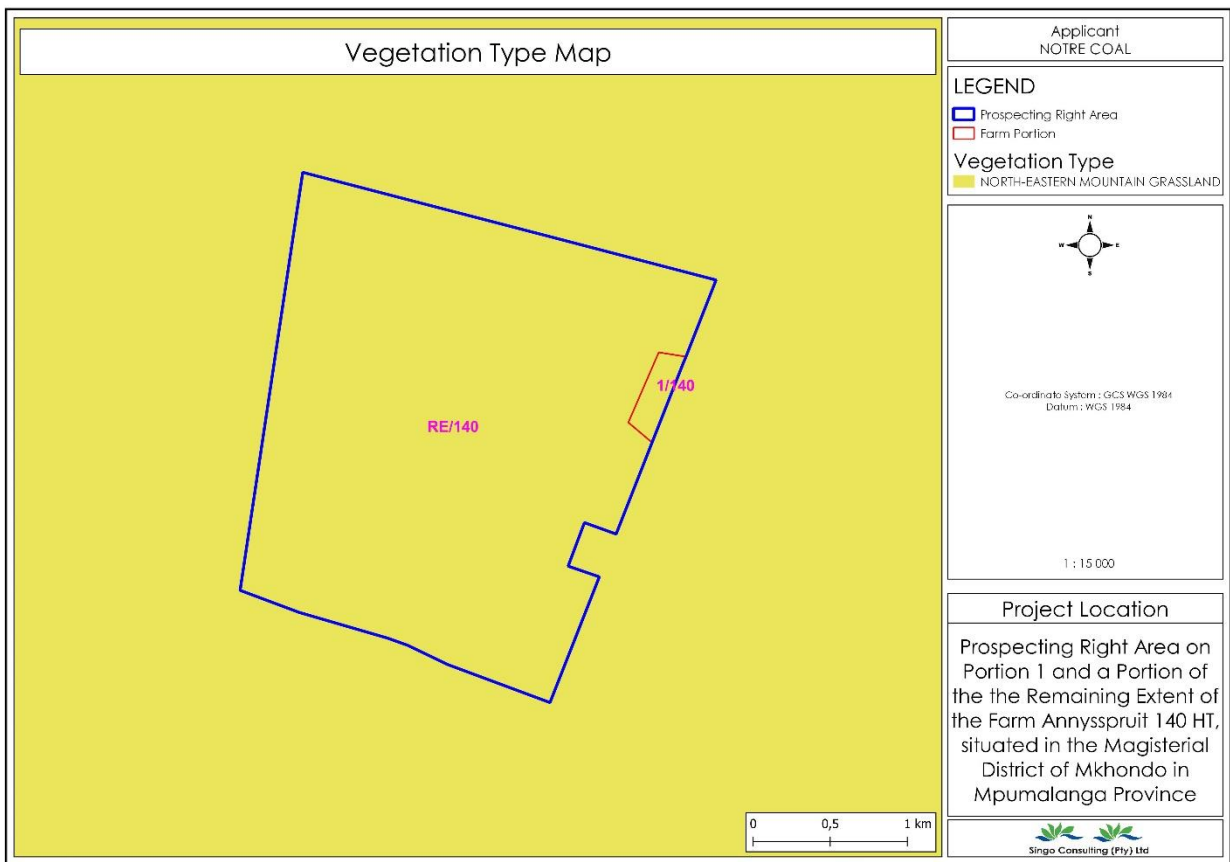 Vegetation Type Map
RE/140
1/140
0 0,5 1 km
Applicant
NOTRE COAL
LEGEND
Prospecting Right Area
Farm Portion
Vegetation Type
NORTH-EASTERN MOUNTAIN GRASSLAND
N
W E
S
Co-ordinato System : GCS WGS 1984
Datum : WGS 1984
1 : 15 000
Project Location
Prospecting Right Area on
Portion 1 and a Portion of
the the Remaining Extent of
the Farm Annysspruit 140 HT,
situated in the Magisterial
District of Mkhondo in
Mpumalanga Province
Singo Consulting (Pty) Ltd